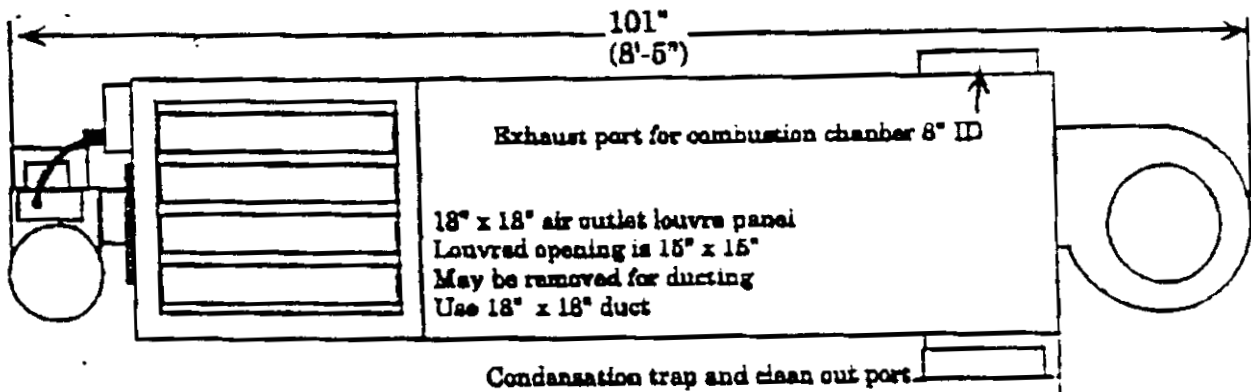 101"
(8'-5")
Exhaust port for combustion chamber 8" ID
18" x 18" air outlet louvre panel
Louvred opening is 15" x 15"
May be removed for ducting
Use 18" x 18" duct
Condensation trap and clean out port